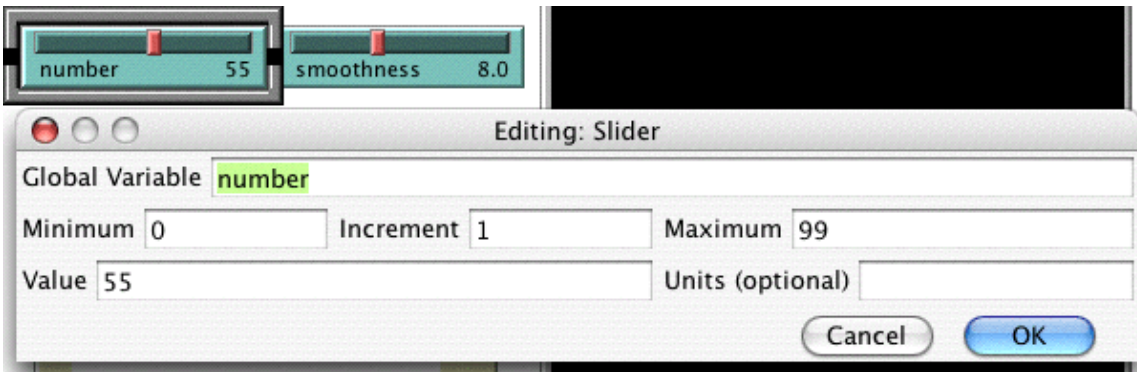 number 55 smoothness 8.0
Editing: Slider
Global Variable number
Minimum 0 Increment 1 Maximum 99
Value 55 Units (optional)
Cancel OK